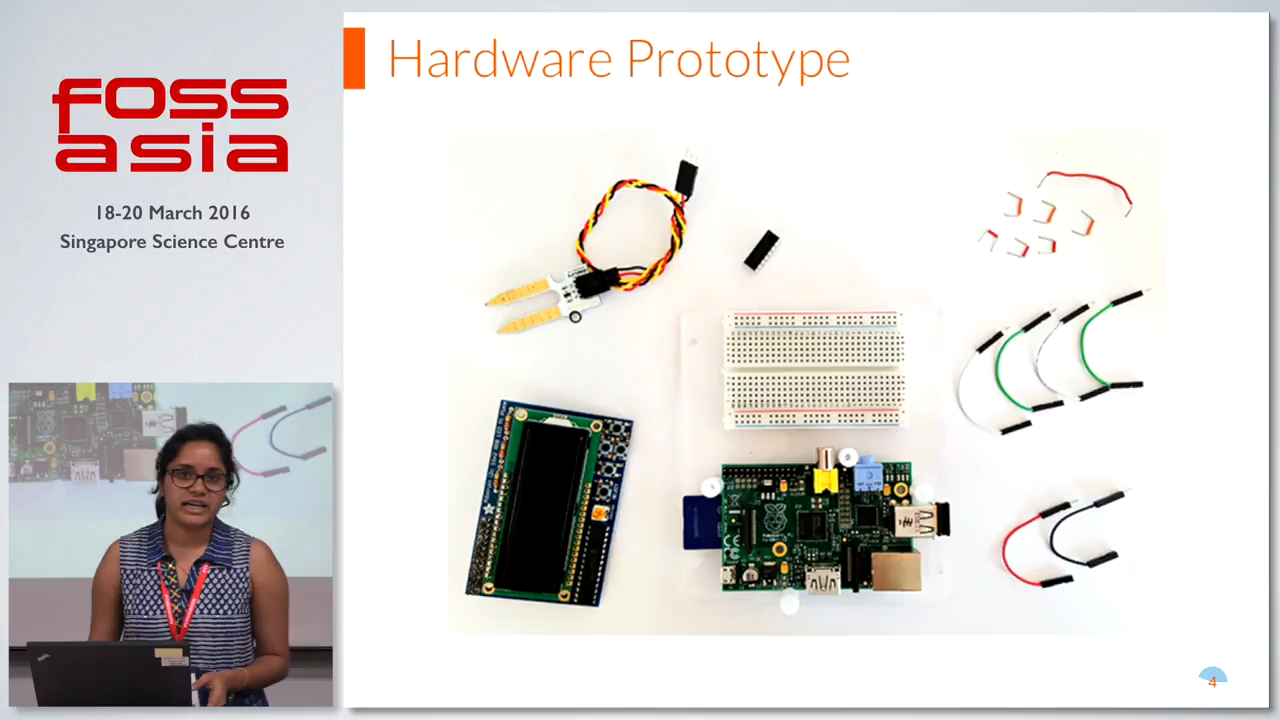 foss
asia
18-20 March 2016
Singapore Science Centre
Hardware Prototype
4